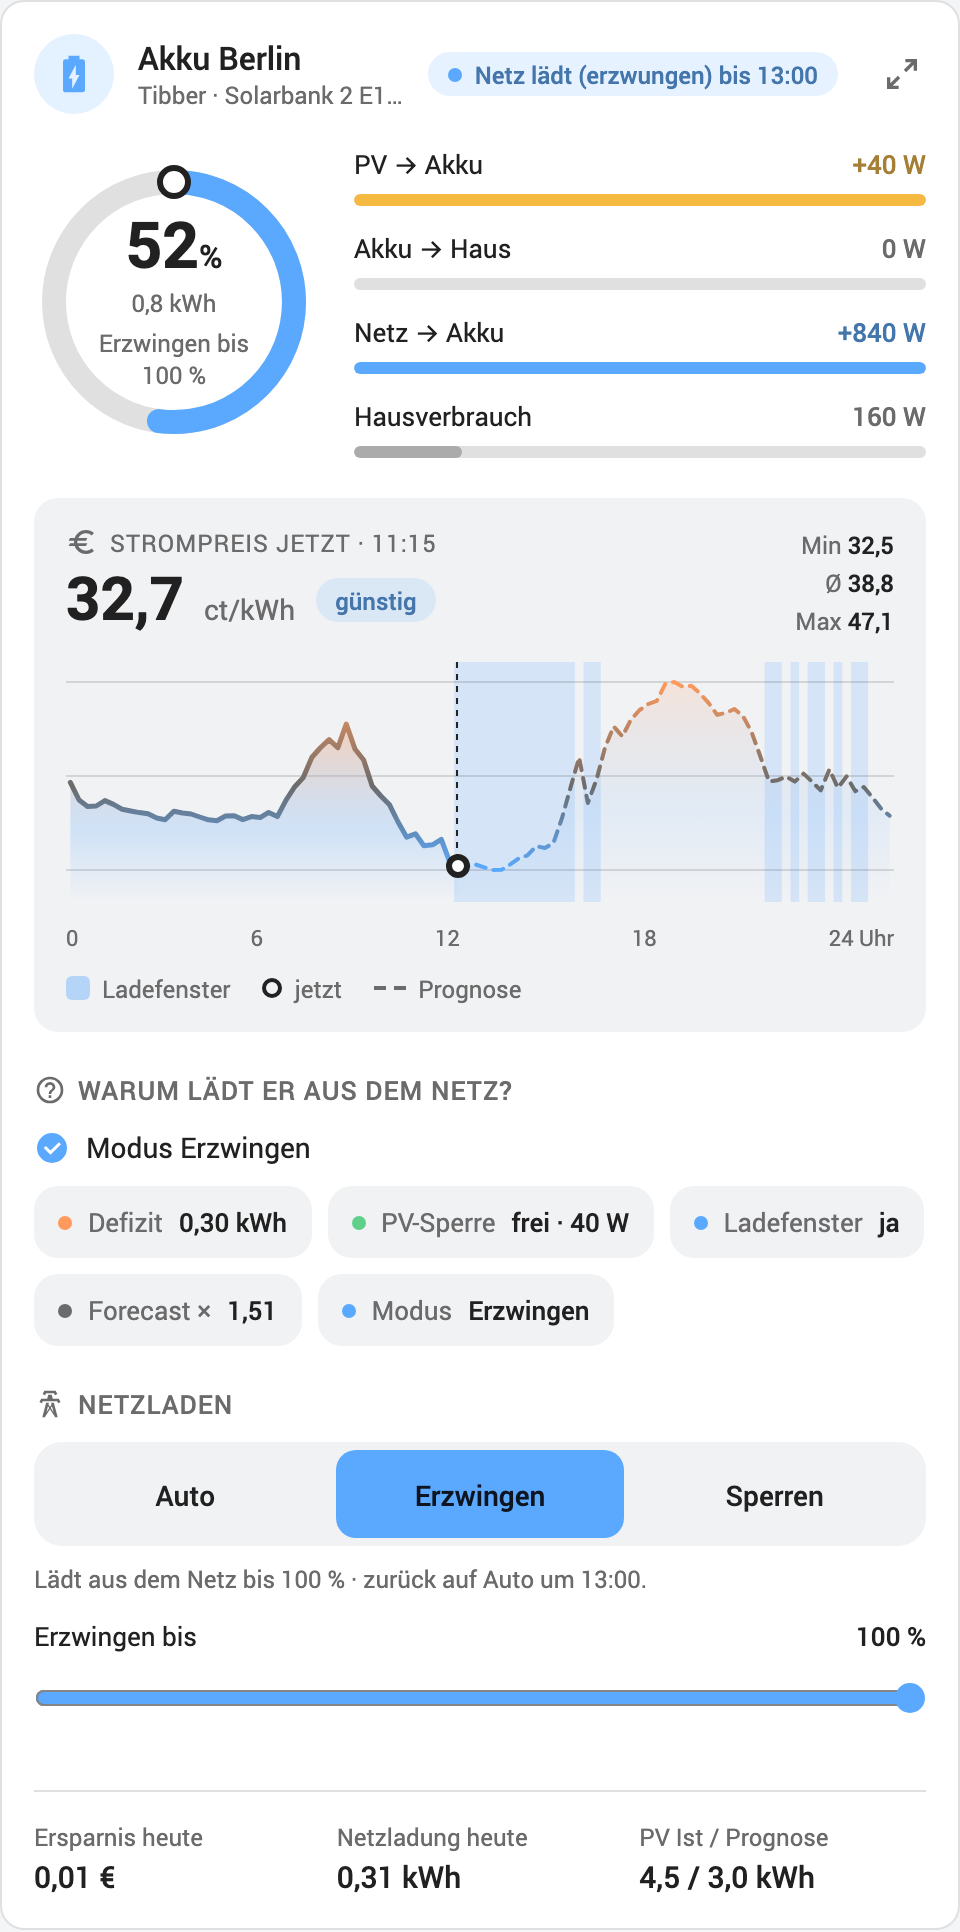 Akku Berlin
Tibber · Solarbank 2 E1...
Netz lädt (erzwungen) bis 13:00
52%
0,8 kWh
Erzwingen bis
100 %
PV → Akku +40 W
Akku → Haus 0 W
Netz → Akku +840 W
Hausverbrauch 160 W
€ STROMPREIS JETZT · 11:15
32,7 ct/kWh günstig
Min 32,5
Ø 38,8
Max 47,1
0 6 12 18 24 Uhr
Ladefenster jetzt Prognose
WARUM LÄDT ER AUS DEM NETZ?
Modus Erzwingen
Defizit 0,30 kWh PV-Sperre frei · 40 W Ladefenster ja
Forecast × 1,51 Modus Erzwingen
NETZLADEN
Auto Erzwingen Sperren
Lädt aus dem Netz bis 100 % · zurück auf Auto um 13:00.
Erzwingen bis 100 %
Ersparnis heute Netzladung heute PV Ist / Prognose
0,01 € 0,31 kWh 4,5 / 3,0 kWh